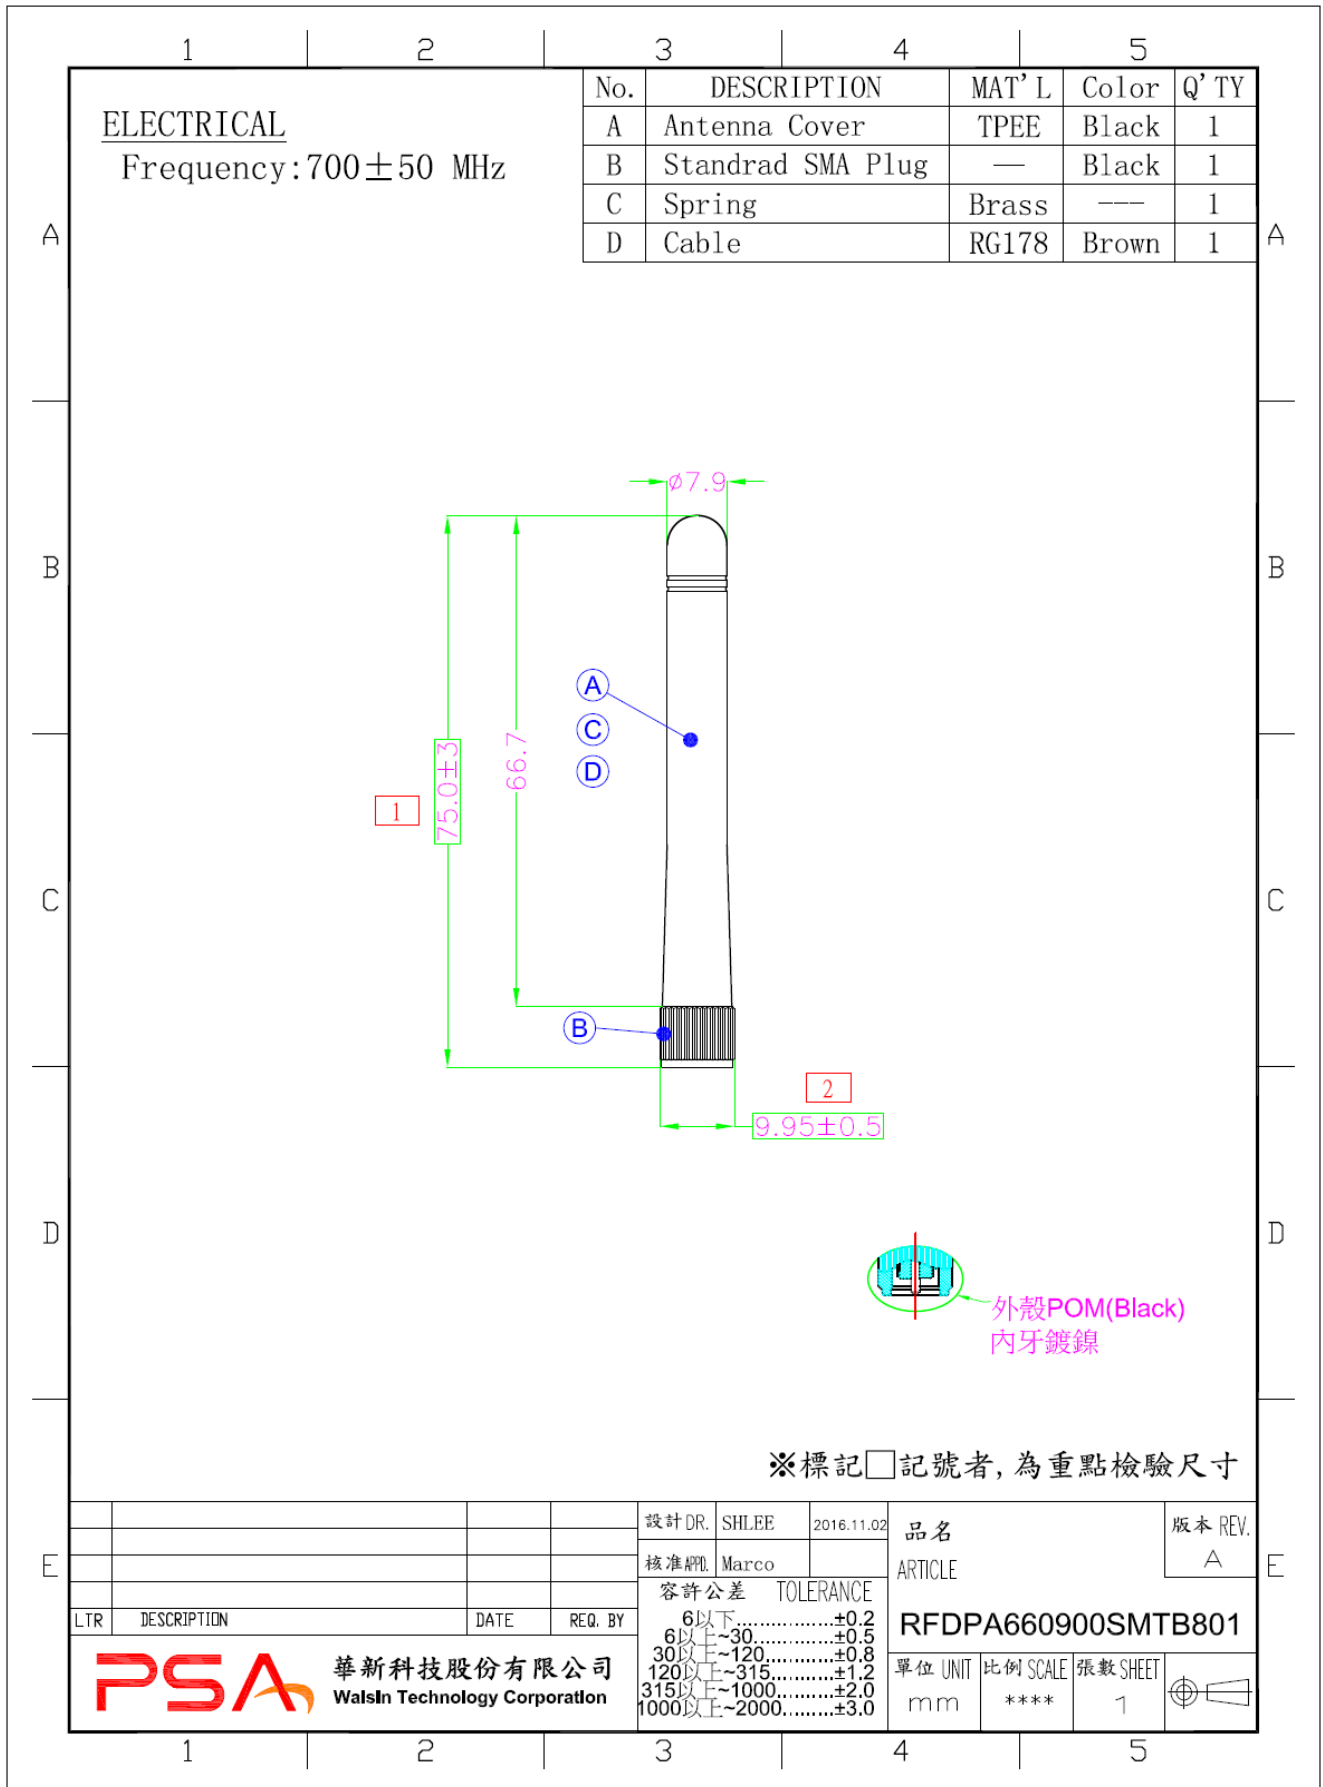 1 2 3 4 5
No. DESCRIPTION MAT'L Color Q'TY
A Antenna Cover TPEE Black 1
B Standrad SMA Plug — Black 1
C Spring Brass --- 1
D Cable RG178 Brown 1
ELECTRICAL
Frequency:700±50 MHz
A A
ø7.9
B B
A
C
D
66.7
75.0±3
1
C C
B
2
9.95±0.5
D D
外殼POM(Black)
內牙鍍鎳
※標記□記號者,為重點檢驗尺寸
設計DR. SHLEE 2016.11.02
核准APPD. Marco
品名
ARTICLE
版本 REV.
A
E E
容許公差 TOLERANCE
6以下............±0.2
6以上~30............±0.5
30以上~120............±0.8
120以上~315............±1.2
315以上~1000.........±2.0
1000以上~2000.........±3.0
RFDPA660900SMTB801
LTR DESCRIPTION DATE REQ. BY
PSA
華新科技股份有限公司
Walsin Technology Corporation
單位 UNIT 比例 SCALE 張數 SHEET
mm **** 1
1 2 3 4 5